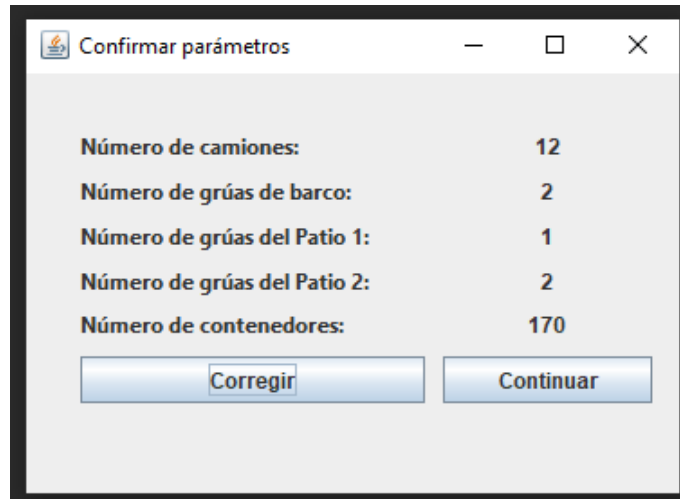 Confirmar parámetros
Número de camiones: 12
Número de grúas de barco: 2
Número de grúas del Patio 1: 1
Número de grúas del Patio 2: 2
Número de contenedores: 170
Corregir Continuar